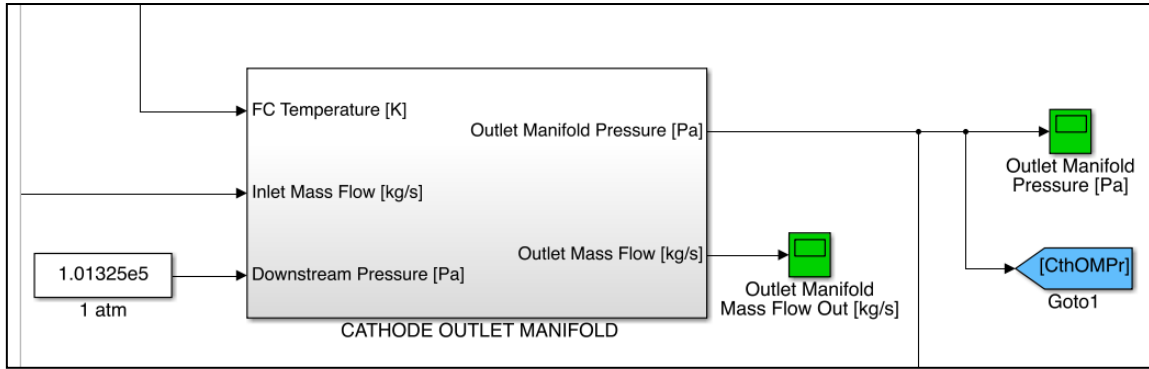 FC Temperature [K]
Outlet Manifold Pressure [Pa]
Outlet Manifold
Pressure [Pa]
Inlet Mass Flow [kg/s]
Outlet Mass Flow [kg/s]
[CthOMPr]
Goto1
1.01325e5
1 atm
Downstream Pressure [Pa]
Outlet Manifold
Mass Flow Out [kg/s]
CATHODE OUTLET MANIFOLD